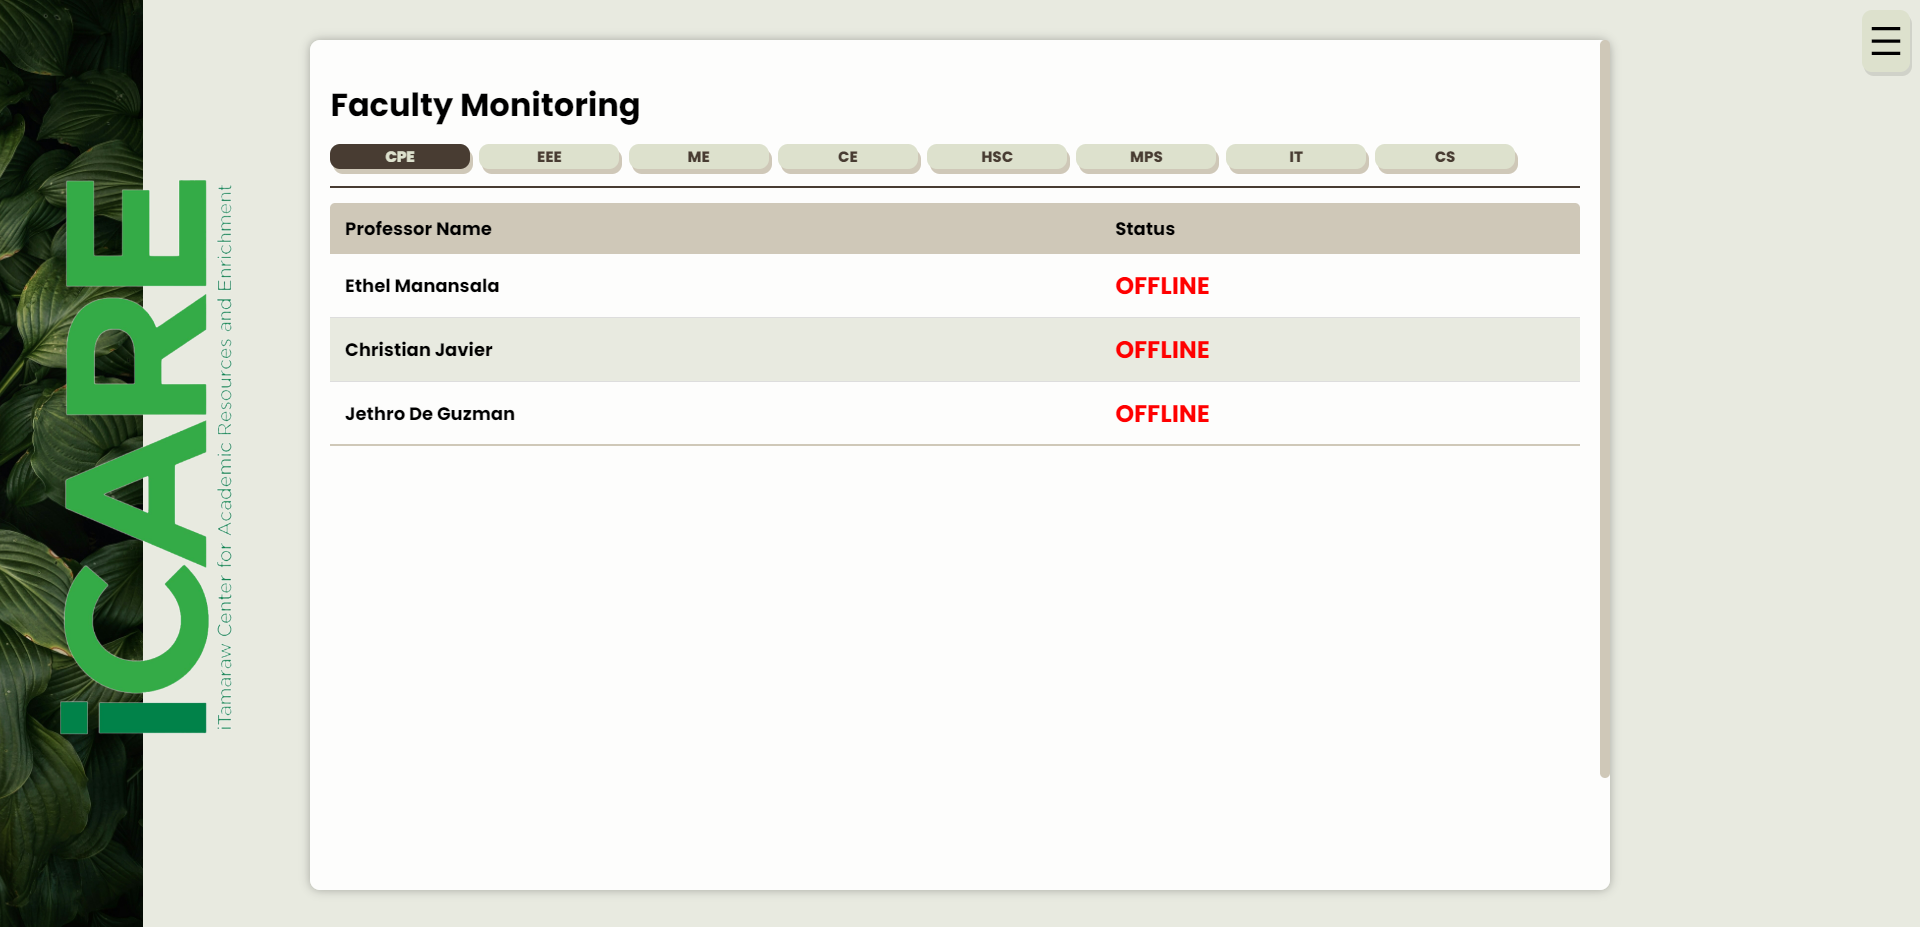 iCARE
iTamaraw Center for Academic Resources and Enrichment
Faculty Monitoring
CPE EEE ME CE HSC MPS IT CS
Professor Name Status
Ethel Manansala OFFLINE
Christian Javier OFFLINE
Jethro De Guzman OFFLINE